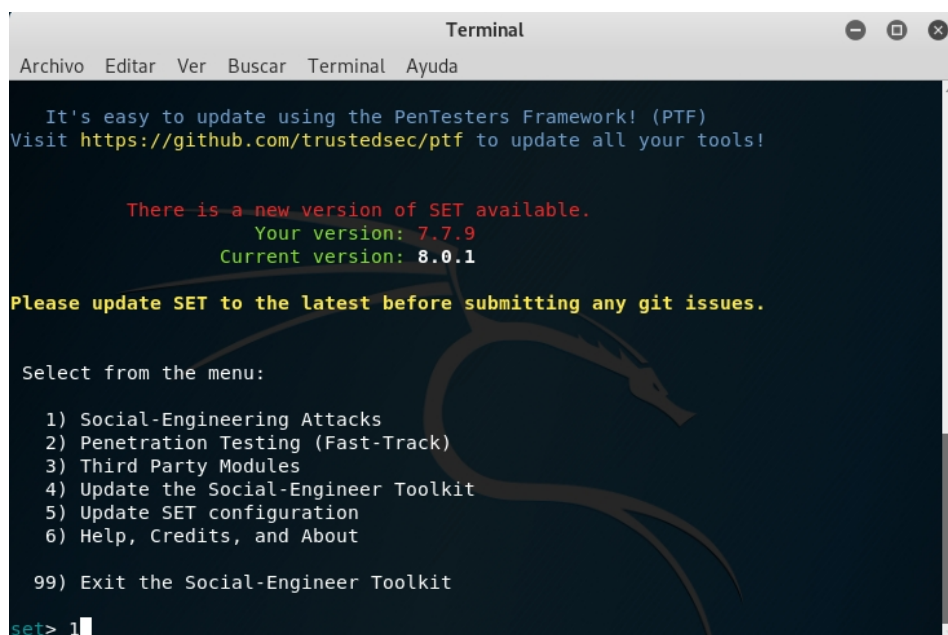 Terminal
Archivo Editar Ver Buscar Terminal Ayuda
It's easy to update using the PenTesters Framework! (PTF)
Visit https://github.com/trustedsec/ptf to update all your tools!
There is a new version of SET available.
Your version: 7.7.9
Current version: 8.0.1
Please update SET to the latest before submitting any git issues.
Select from the menu:
1) Social-Engineering Attacks
2) Penetration Testing (Fast-Track)
3) Third Party Modules
4) Update the Social-Engineer Toolkit
5) Update SET configuration
6) Help, Credits, and About
99) Exit the Social-Engineer Toolkit
set> 1